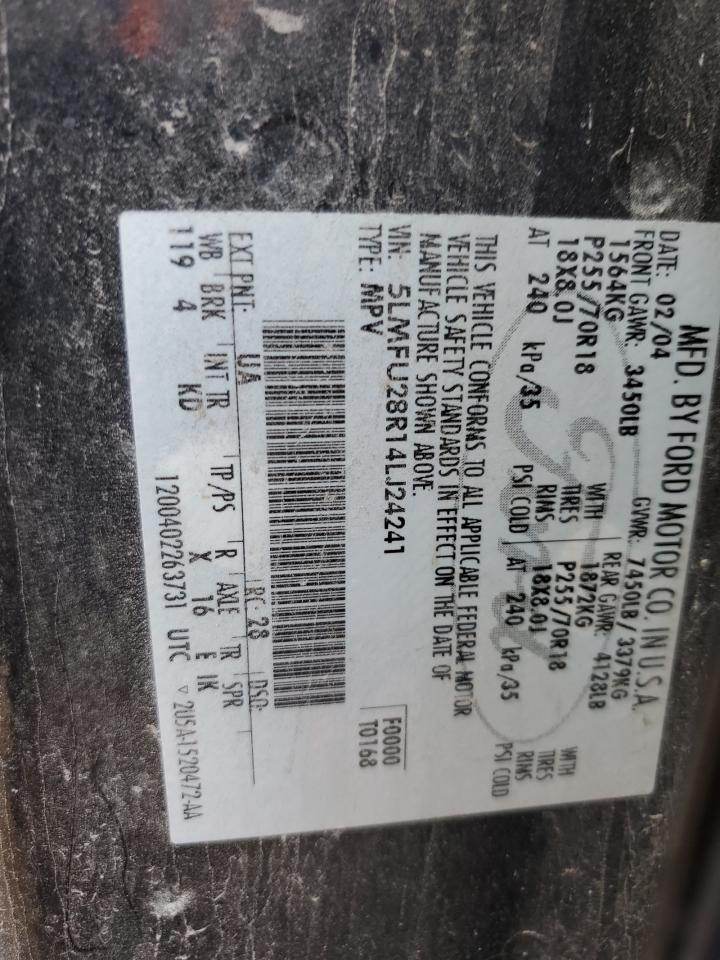 MFD. BY FORD MOTOR CO. IN U.S.A.
DATE: 02/04 GVWR: 7450LB / 3379KG
FRONT GAWR: 3450LB REAR GAWR: 4128LB
1564KG WITH 1872KG WITH
P255/70R18 TIRES P255/70R18 TIRES
18X8.0J RIMS 18X8.0J RIMS
AT 240 kPa/35 PSI COLD AT 240 kPa/35 PSI COLD
THIS VEHICLE CONFORMS TO ALL APPLICABLE FEDERAL MOTOR
VEHICLE SAFETY STANDARDS IN EFFECT ON THE DATE OF
MANUFACTURE SHOWN ABOVE.
VIN: 5LMFU28R14LJ24241 F0000
TYPE: MPV T0168
EXT PNT: UA RC: 28 DSO:
WB BRK INT TR TP/PS R AXLE TR SPR
119 4 KD X 16 E IK
1200402263731 UTC ▽ 2USA-1520472-AA
Ford